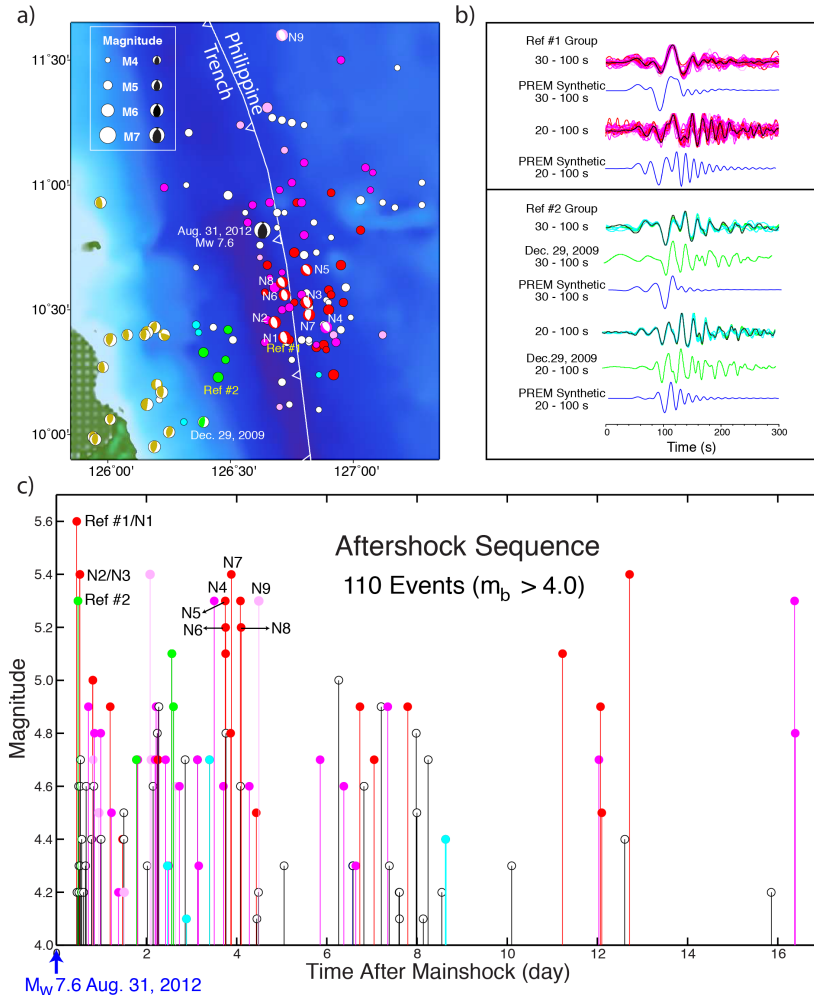 a)
11°30'
11°00'
10°30'
10°00'
126°00'
126°30'
127°00'
Magnitude
M4
M5
M6
M7
Philippine
Trench
N9
Aug. 31, 2012
Mw 7.6
N5
N8
N6
N3
N2
N7
N4
N1
Ref #1
Ref #2
Dec. 29, 2009
b)
Ref #1 Group
30 - 100 s
PREM Synthetic
30 - 100 s
20 - 100 s
PREM Synthetic
20 - 100 s
Ref #2 Group
30 - 100 s
Dec. 29, 2009
30 - 100 s
PREM Synthetic
30 - 100 s
20 - 100 s
Dec.29, 2009
20 - 100 s
PREM Synthetic
20 - 100 s
0 100 200 300
Time (s)
c)
Aftershock Sequence
110 Events (mb > 4.0)
Ref #1/N1
N2/N3
Ref #2
N7
N4
N9
N5
N6
N8
Magnitude
5.6
5.4
5.2
5.0
4.8
4.6
4.4
4.2
4.0
0 2 4 6 8 10 12 14 16
Time After Mainshock (day)
Mw 7.6 Aug. 31, 2012